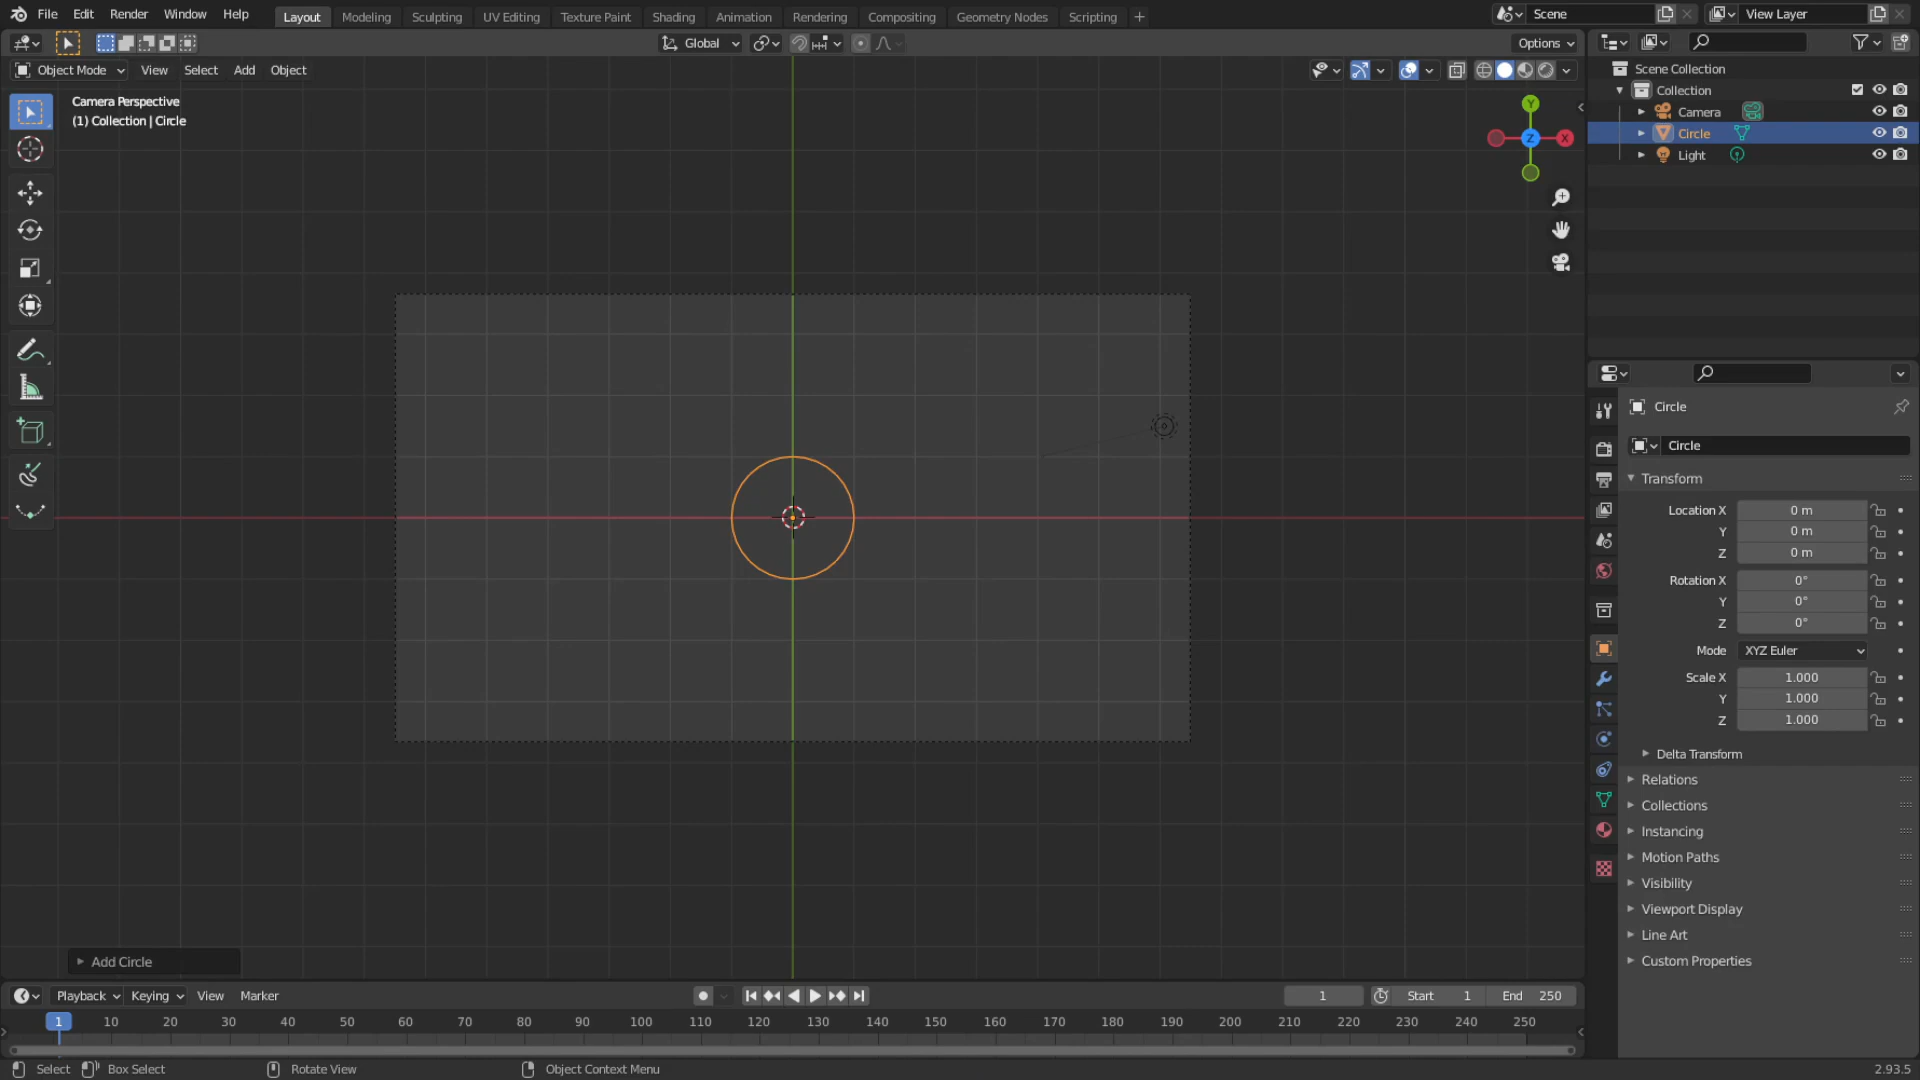 File Edit Render Window Help Layout Modeling Sculpting UV Editing Texture Paint Shading Animation Rendering Compositing Geometry Nodes Scripting + Scene View Layer
Global Options
Object Mode View Select Add Object
Camera Perspective
(1) Collection | Circle
Y
Z X
Scene Collection
Collection
Camera
Circle
Light
Circle
Circle
Transform
Location X 0 m
Y 0 m
Z 0 m
Rotation X 0°
Y 0°
Z 0°
Mode XYZ Euler
Scale X 1.000
Y 1.000
Z 1.000
Delta Transform
Relations
Collections
Instancing
Motion Paths
Visibility
Viewport Display
Line Art
Custom Properties
Add Circle
Playback Keying View Marker 1 Start 1 End 250
1 10 20 30 40 50 60 70 80 90 100 110 120 130 140 150 160 170 180 190 200 210 220 230 240 250
Select Box Select Rotate View Object Context Menu 2.93.5